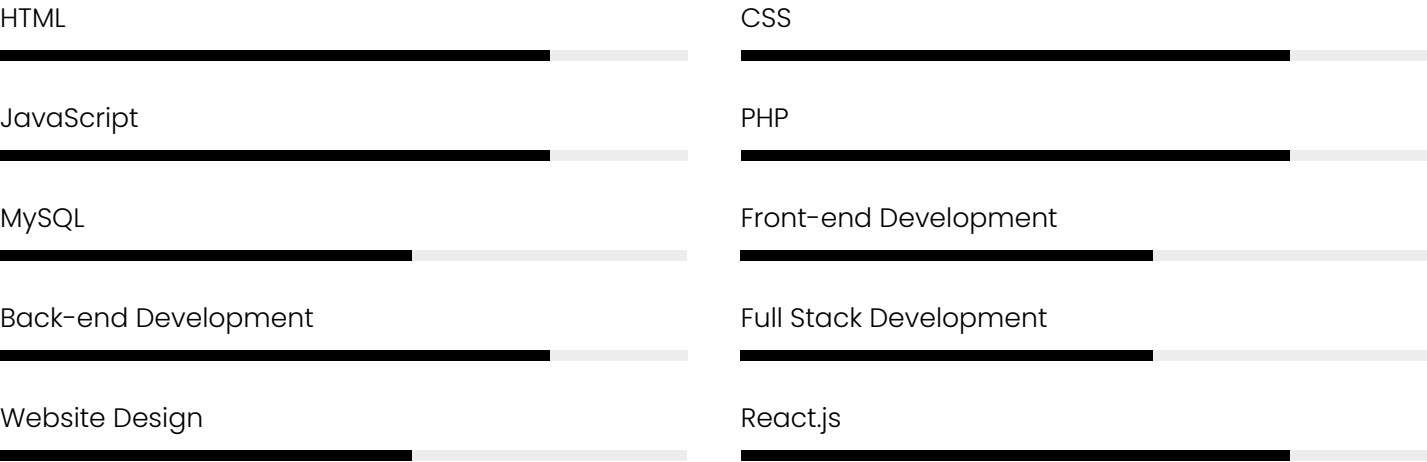 HTML
CSS
JavaScript
PHP
MySQL
Front-end Development
Back-end Development
Full Stack Development
Website Design
React.js